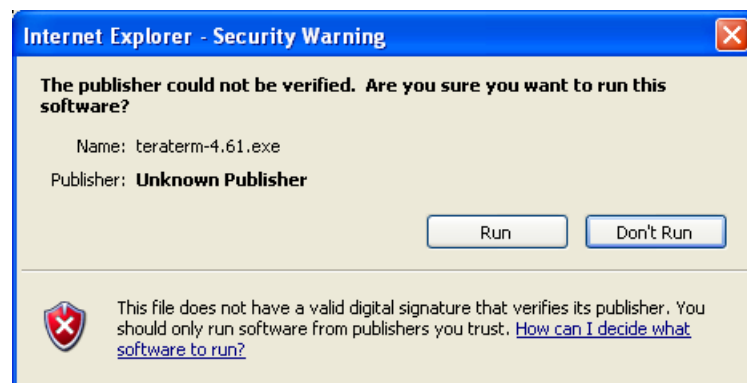 Internet Explorer - Security Warning
The publisher could not be verified. Are you sure you want to run this
software?
Name: teraterm-4.61.exe
Publisher: Unknown Publisher
Run Don't Run
This file does not have a valid digital signature that verifies its publisher. You
should only run software from publishers you trust. How can I decide what
software to run?